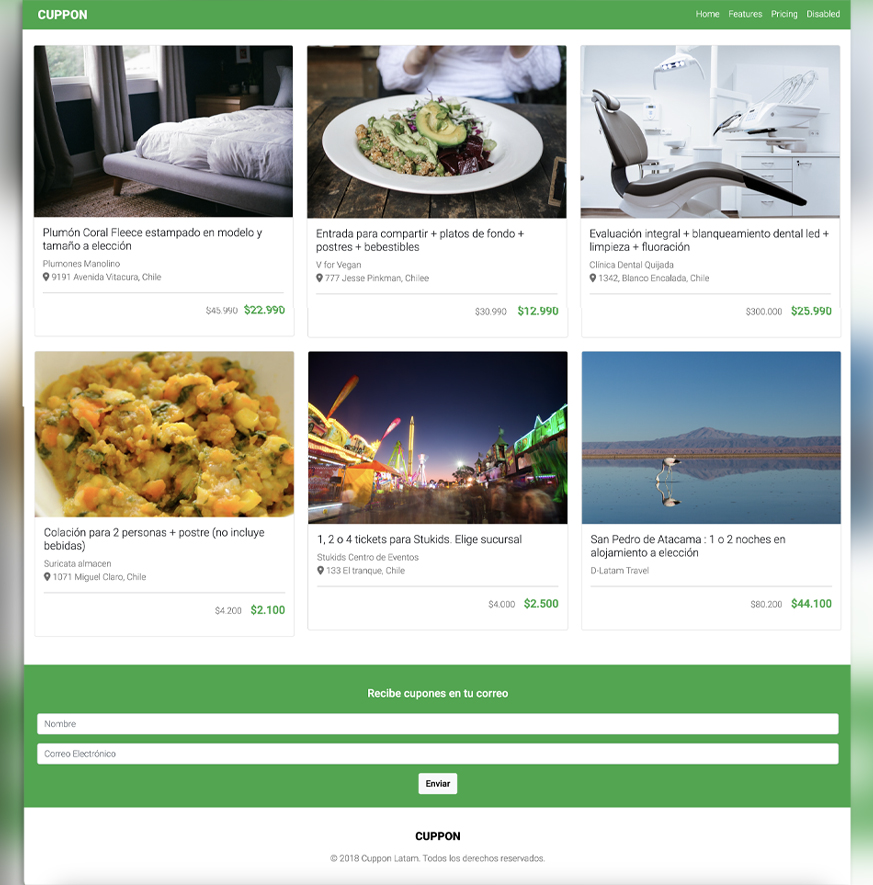 CUPPON
Home Features Pricing Disabled
Plumón Coral Fleece estampado en modelo y
tamaño a elección
Plumones Manolino
9191 Avenida Vitacura, Chile
$45.990 $22.990
Entrada para compartir + platos de fondo +
postres + bebestibles
V for Vegan
777 Jesse Pinkman, Chilee
$30.990 $12.990
Evaluación integral + blanqueamiento dental led +
limpieza + fluoración
Clínica Dental Quijada
1342, Blanco Encalada, Chile
$300.000 $25.990
Colación para 2 personas + postre (no incluye
bebidas)
Suricata almacen
1071 Miguel Claro, Chile
$4.200 $2.100
1, 2 o 4 tickets para Stukids. Elige sucursal
Stukids Centro de Eventos
133 El tranque, Chile
$4.000 $2.500
San Pedro de Atacama : 1 o 2 noches en
alojamiento a elección
D-Latam Travel
$80.200 $44.100
Recibe cupones en tu correo
Nombre
Correo Electrónico
Enviar
CUPPON
© 2018 Cuppon Latam. Todos los derechos reservados.